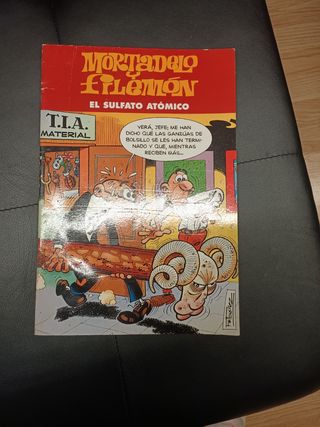 MORTADELO
Y
FILEMÓN
EL SULFATO ATÓMICO
T.I.A.
MATERIAL
VERÁ, JEFE; ME HAN
DICHO QUE LAS GANZÚAS DE
BOLSILLO SE LES HAN TERMI-
NADO Y QUE, MIENTRAS
RECIBEN MÁS...